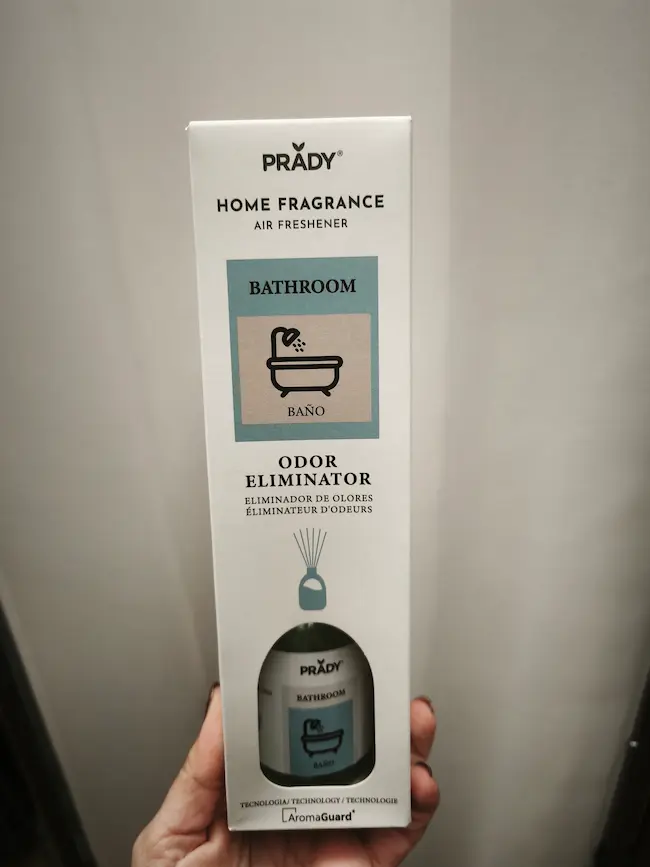 PRADY®
HOME FRAGRANCE
AIR FRESHENER
BATHROOM
BAÑO
ODOR
ELIMINATOR
ELIMINADOR DE OLORES
ÉLIMINATEUR D'ODEURS
PRADY
BATHROOM
BAÑO
TECNOLOGIA/ TECHNOLOGY / TECHNOLOGIE
AromaGuard